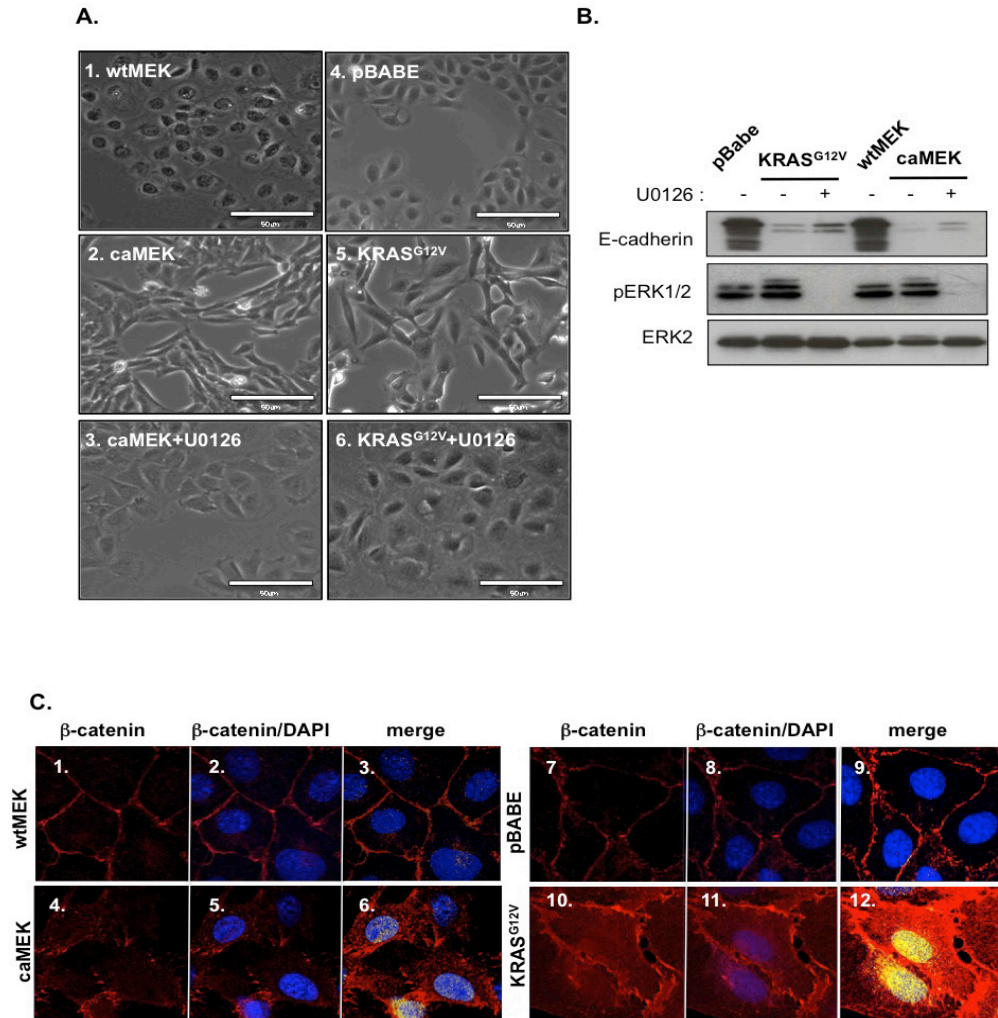 A.
1. wtMEK
4. pBABE
50µm
50µm
2. caMEK
5. KRASG12V
50µm
50µm
3. caMEK+U0126
6. KRASG12V+U0126
50µm
50µm
B.
pBabe
KRASG12V
wtMEK
caMEK
U0126 : - - + - - +
E-cadherin
pERK1/2
ERK2
C.
β-catenin β-catenin/DAPI merge
wtMEK
1. 2. 3.
caMEK
4. 5. 6.
β-catenin β-catenin/DAPI merge
pBABE
7 8. 9.
KRASG12V
10. 11. 12.